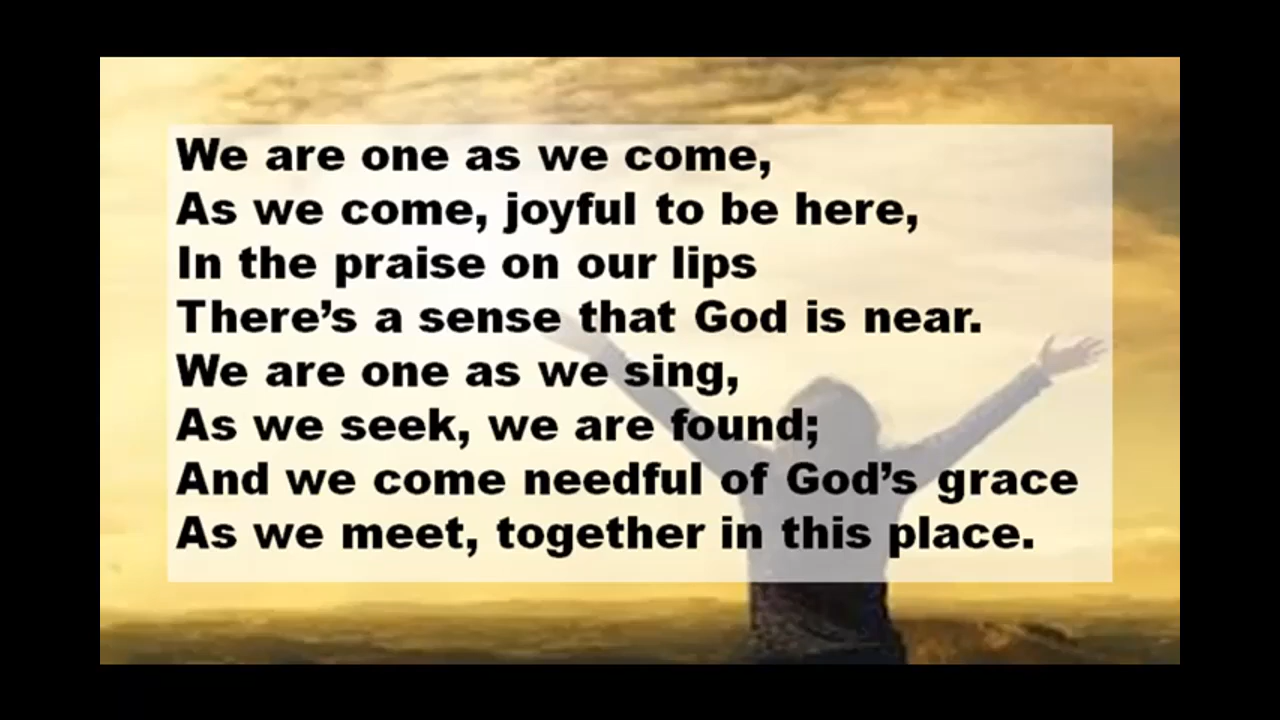 We are one as we come,
As we come, joyful to be here,
In the praise on our lips
There’s a sense that God is near.
We are one as we sing,
As we seek, we are found;
And we come needful of God’s grace
As we meet, together in this place.